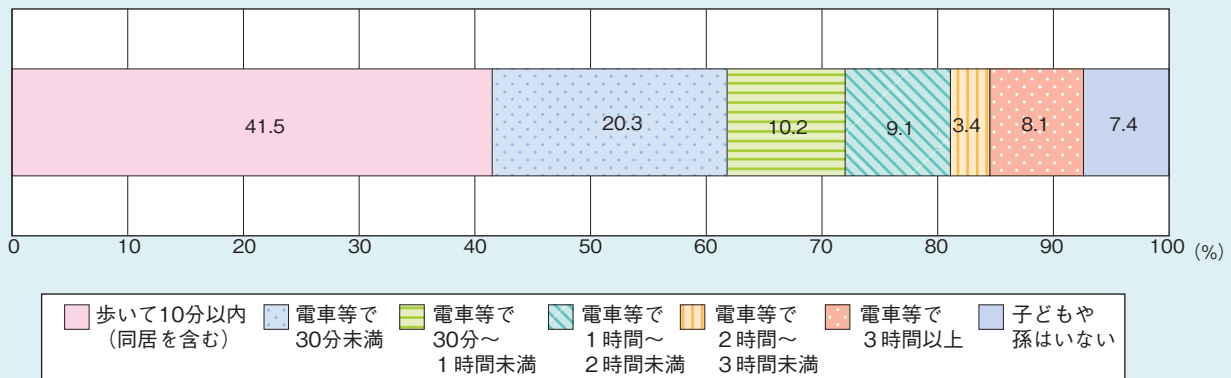 41.5 20.3 10.2 9.1 3.4 8.1 7.4
0 10 20 30 40 50 60 70 80 90 100 (%)
歩いて10分以内
(同居を含む)
電車等で
30分未満
電車等で
30分～
1時間未満
電車等で
1時間～
2時間未満
電車等で
2時間～
3時間未満
電車等で
3時間以上
子どもや
孫はいない